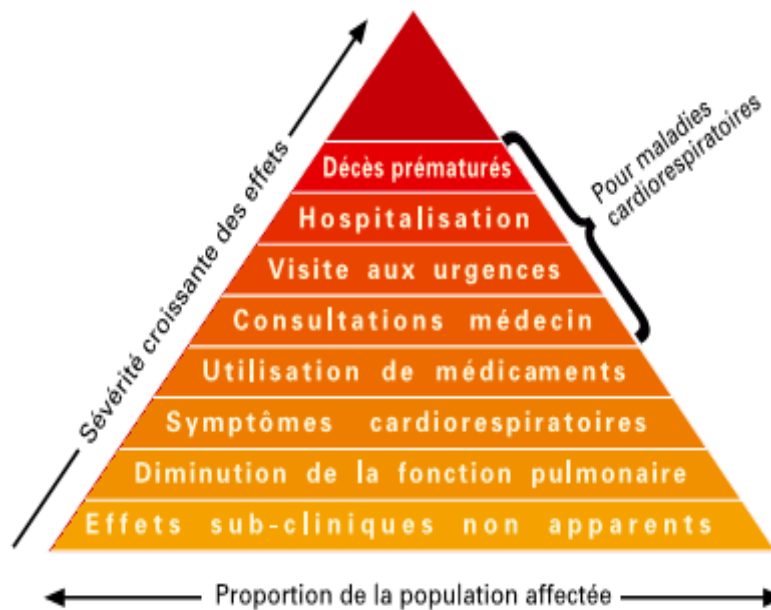 Décès prématurés
Hospitalisation
Visite aux urgences
Consultations médecin
Utilisation de médicaments
Symptômes cardiorespiratoires
Diminution de la fonction pulmonaire
Effets sub-cliniques non apparents
Sévérité croissante des effets
Pour maladies
cardiorespiratoires
Proportion de la population affectée